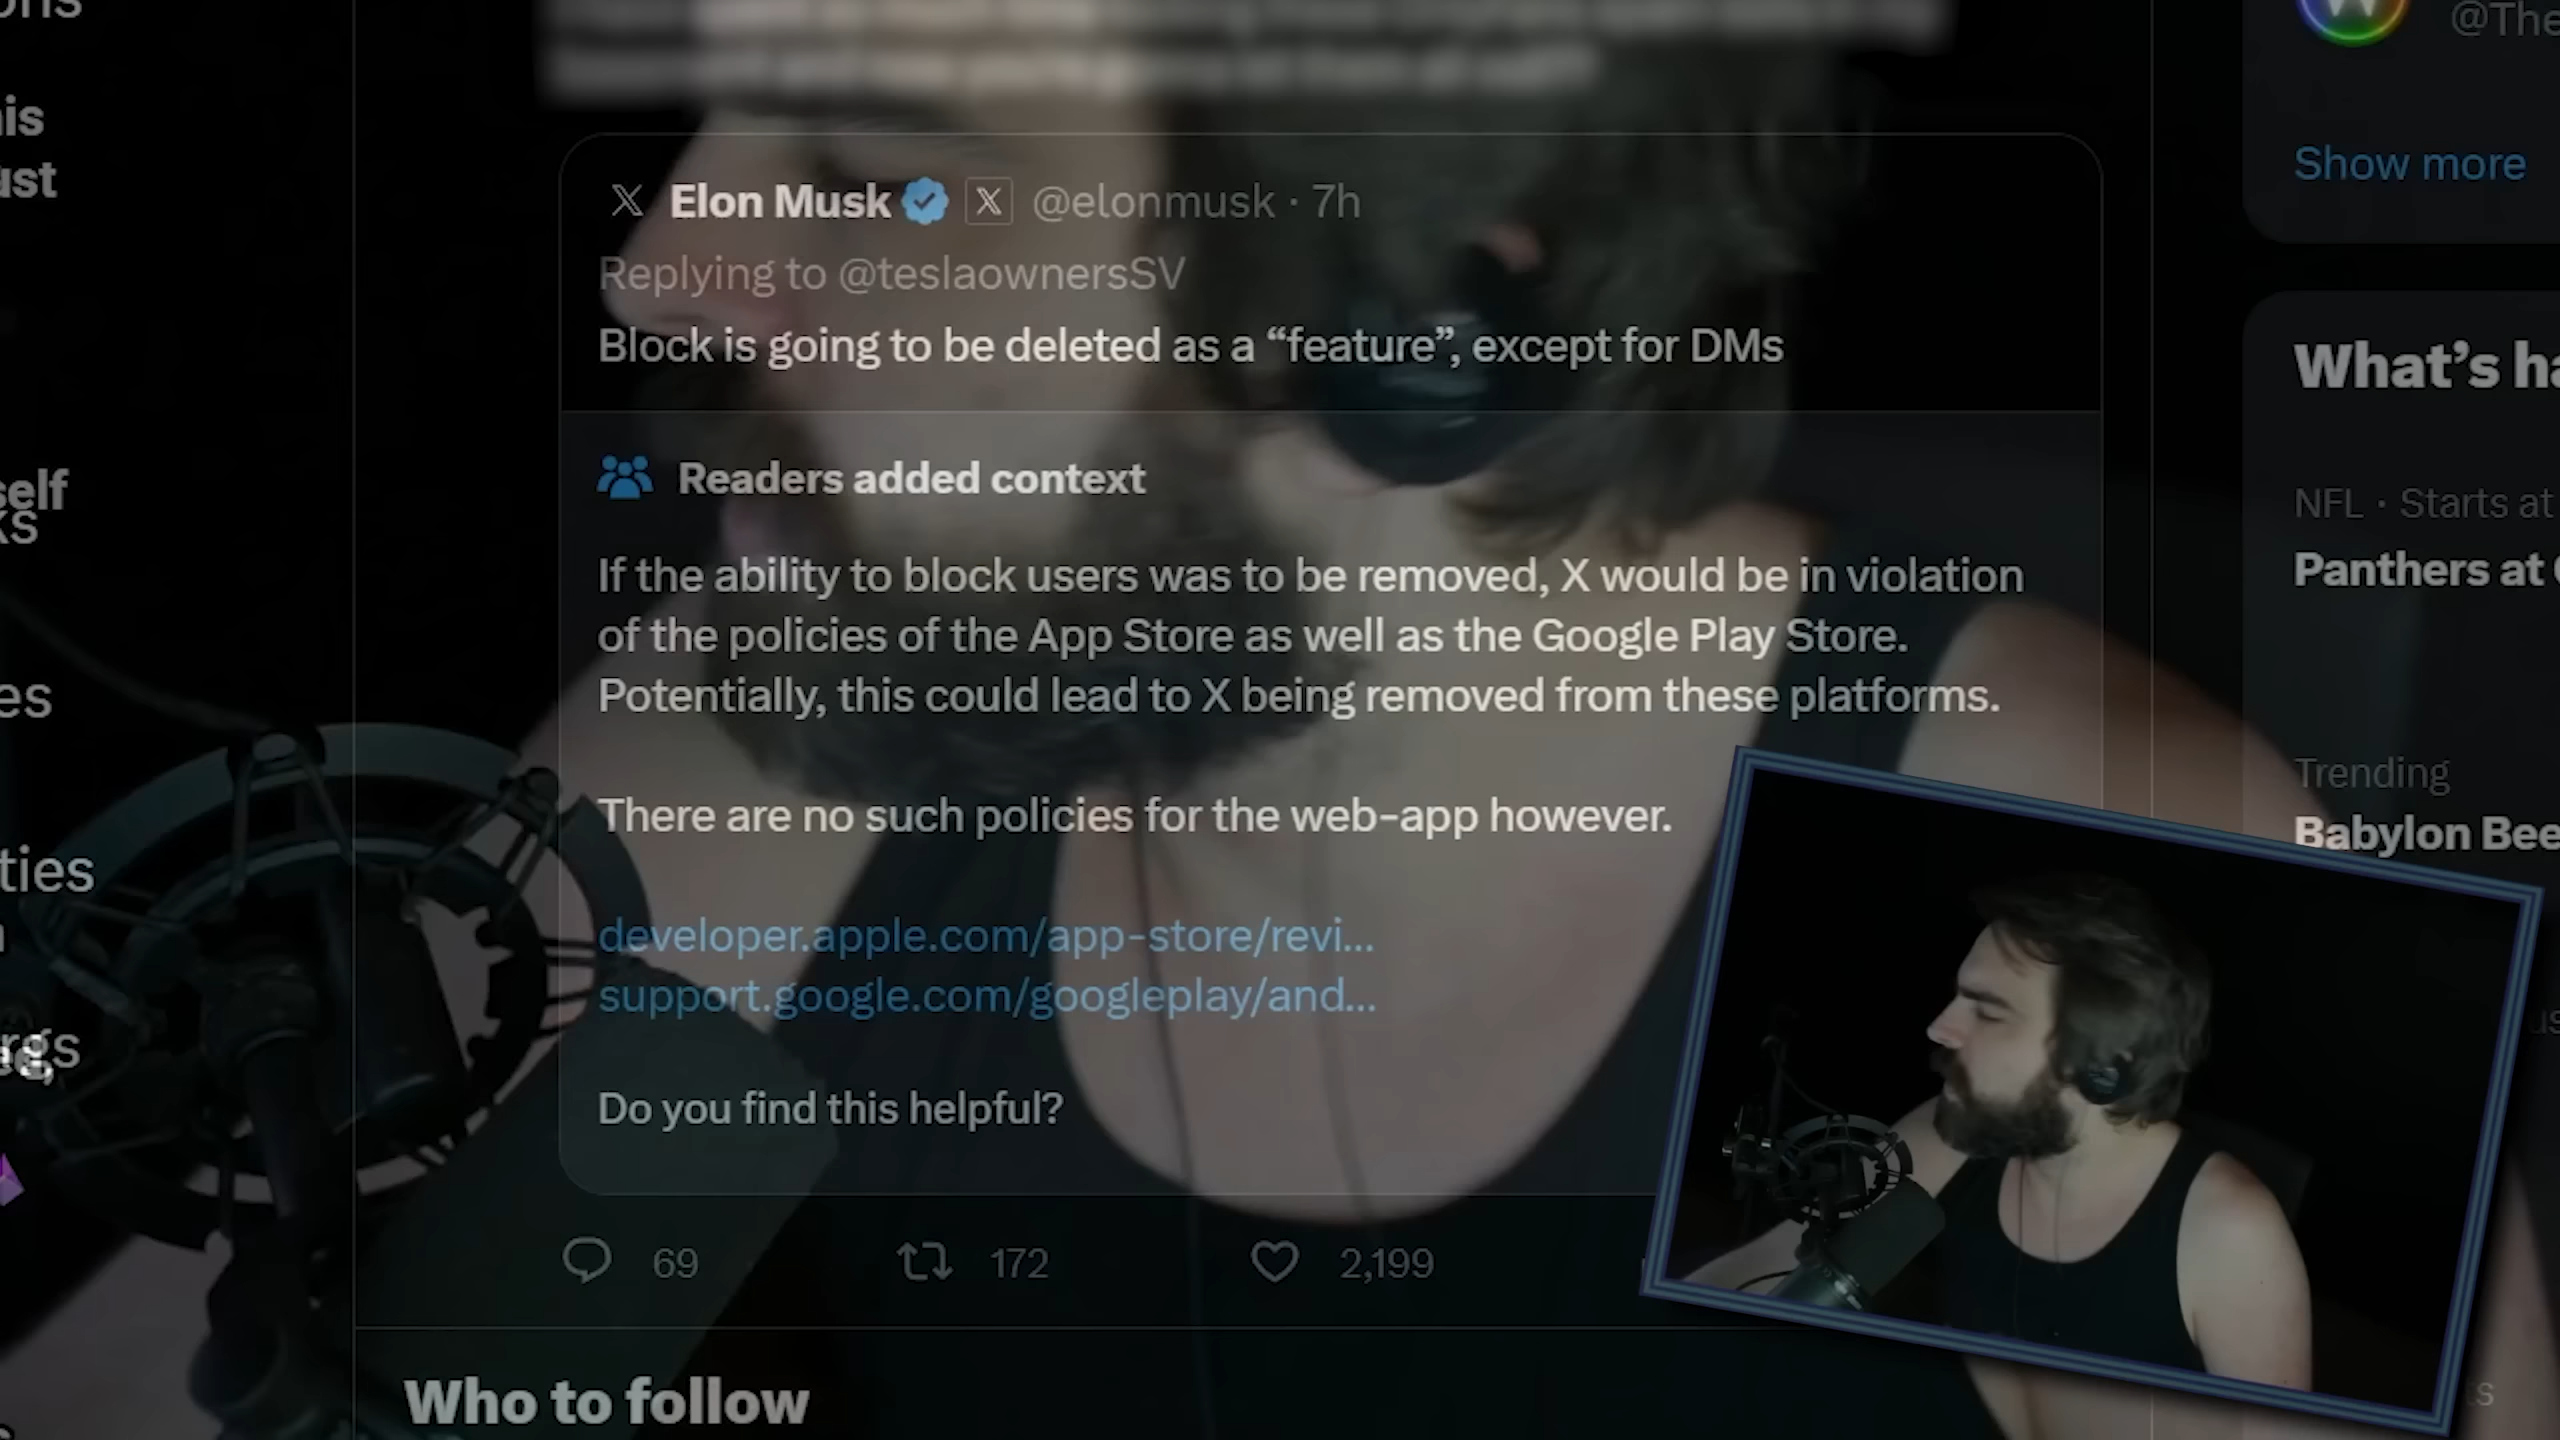 @The
Show more
Elon Musk @elonmusk · 7h
Replying to @teslaownersSV
Block is going to be deleted as a “feature”, except for DMs
Readers added context
If the ability to block users was to be removed, X would be in violation
of the policies of the App Store as well as the Google Play Store.
Potentially, this could lead to X being removed from these platforms.
There are no such policies for the web-app however.
developer.apple.com/app-store/revi...
support.google.com/googleplay/and...
Do you find this helpful?
69 172 2,199
Who to follow
What’s ha
NFL · Starts at
Panthers at
Trending
Babylon Bee